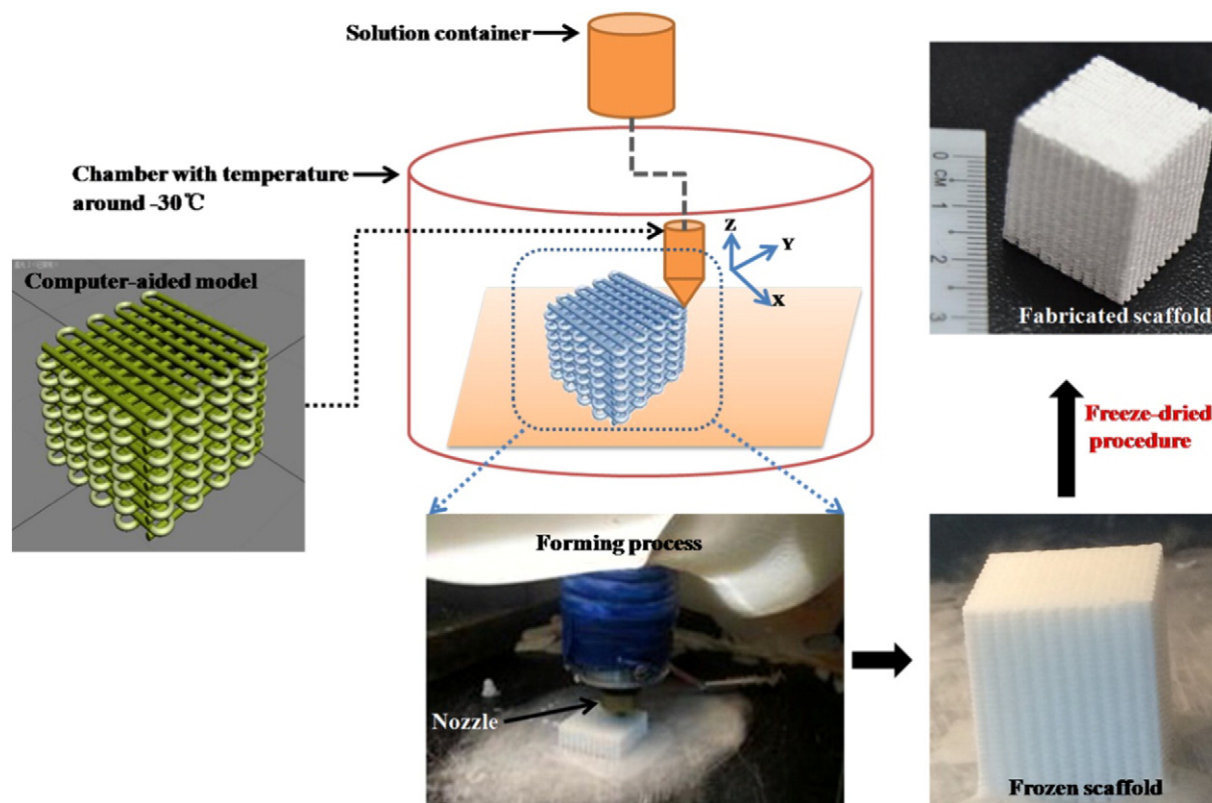 Solution container
Chamber with temperature
around -30℃
Computer-aided model
Z
Y
X
0
CM
1
2
3
Fabricated scaffold
Freeze-dried
procedure
Forming process
Nozzle
Frozen scaffold